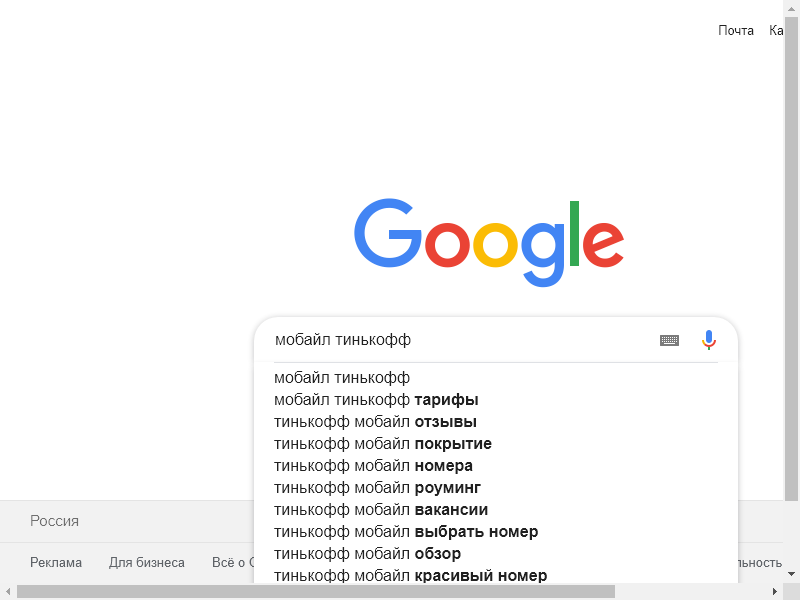 Почта Ка
Google
мобайл тинькофф
мобайл тинькофф
мобайл тинькофф тарифы
тинькофф мобайл отзывы
тинькофф мобайл покрытие
тинькофф мобайл номера
тинькофф мобайл роуминг
тинькофф мобайл вакансии
тинькофф мобайл выбрать номер
тинькофф мобайл обзор
тинькофф мобайл красивый номер
Россия
Реклама Для бизнеса Всё о G льность